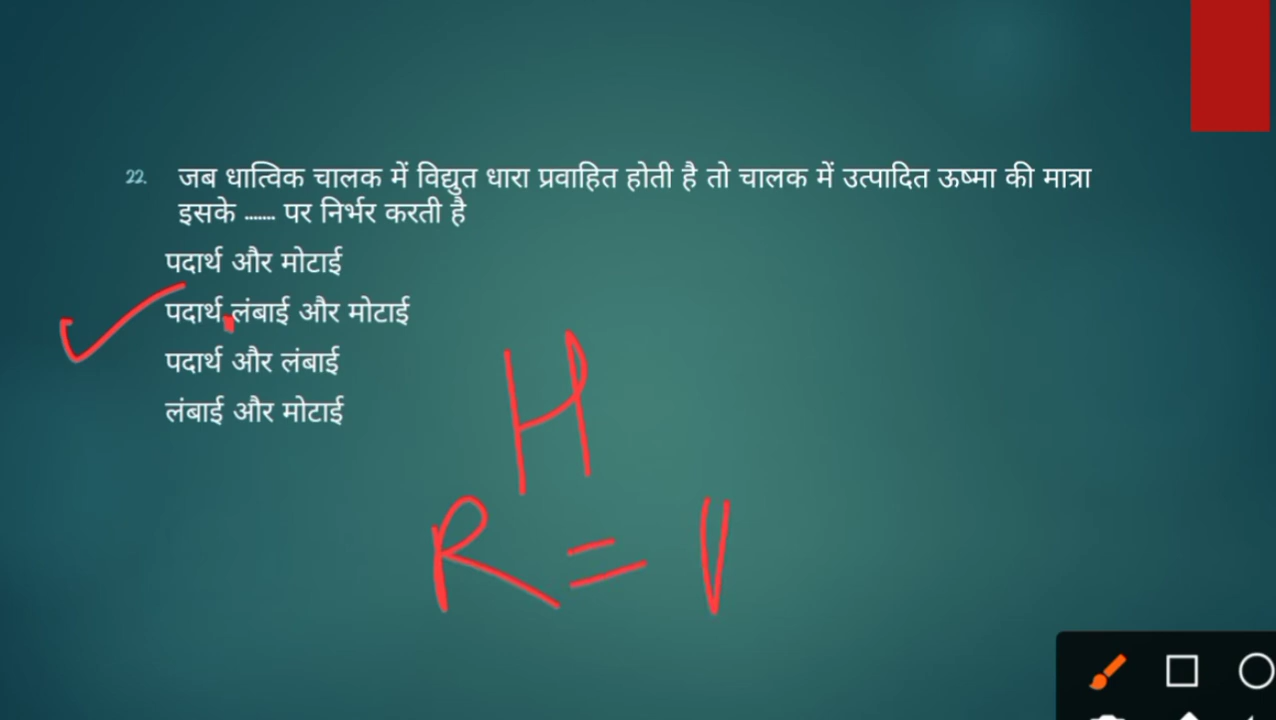 22. जब धात्विक चालक में विद्युत धारा प्रवाहित होती है तो चालक में उत्पादित ऊष्मा की मात्रा
इसके ....... पर निर्भर करती है
पदार्थ और मोटाई
पदार्थ,लंबाई और मोटाई
पदार्थ और लंबाई
लंबाई और मोटाई
H
R = V